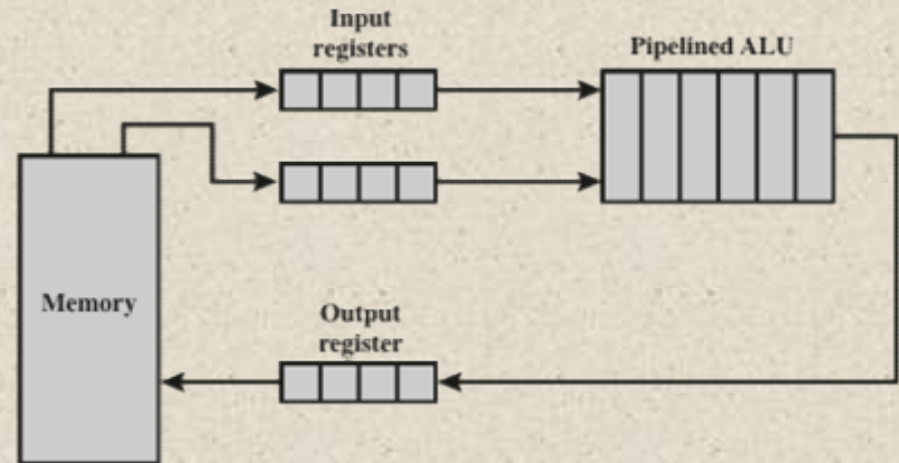 Input
registers
Pipelined ALU
Memory
Output
register